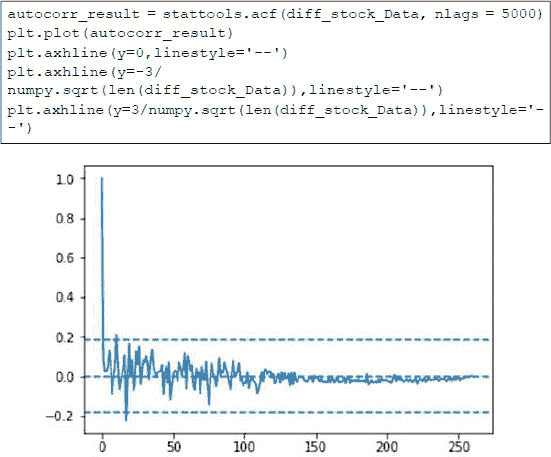 autocorr_result = stattools.acf(diff_stock_Data, nlags = 5000)
plt.plot(autocorr_result)
plt.axhline(y=0,linestyle='--')
plt.axhline(y=-3/
numpy.sqrt(len(diff_stock_Data)),linestyle='--')
plt.axhline(y=3/numpy.sqrt(len(diff_stock_Data)),linestyle='-
-')
1.0
0.8
0.6
0.4
0.2
0.0
−0.2
0 50 100 150 200 250